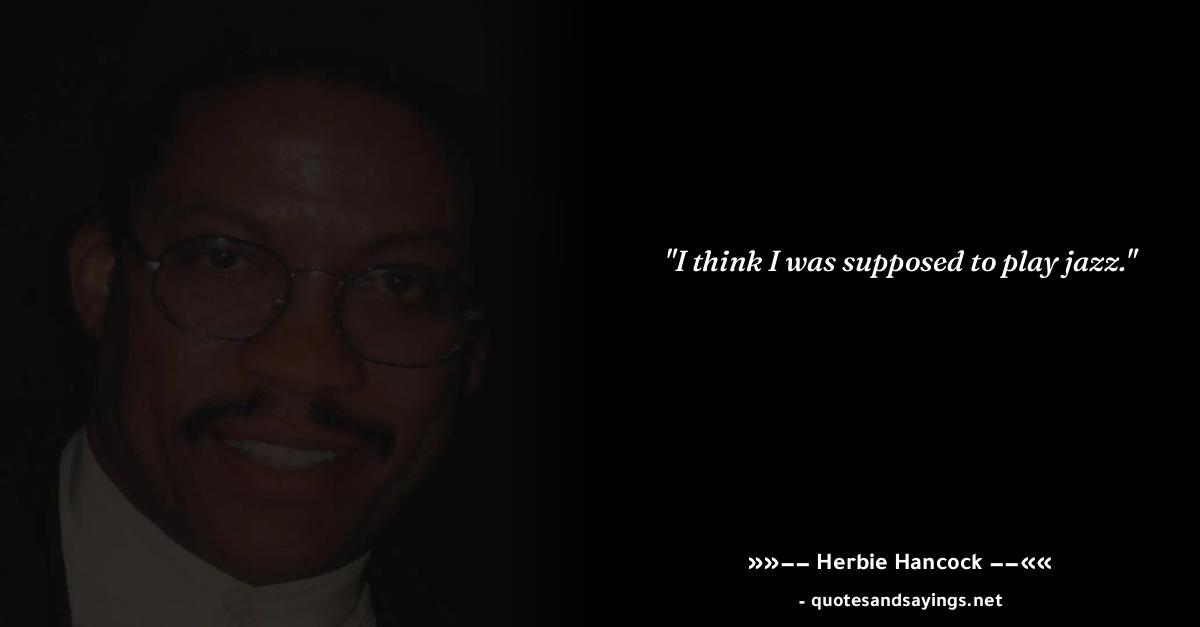 "I think I was supposed to play jazz."
»»–– Herbie Hancock ––««
- quotesandsayings.net